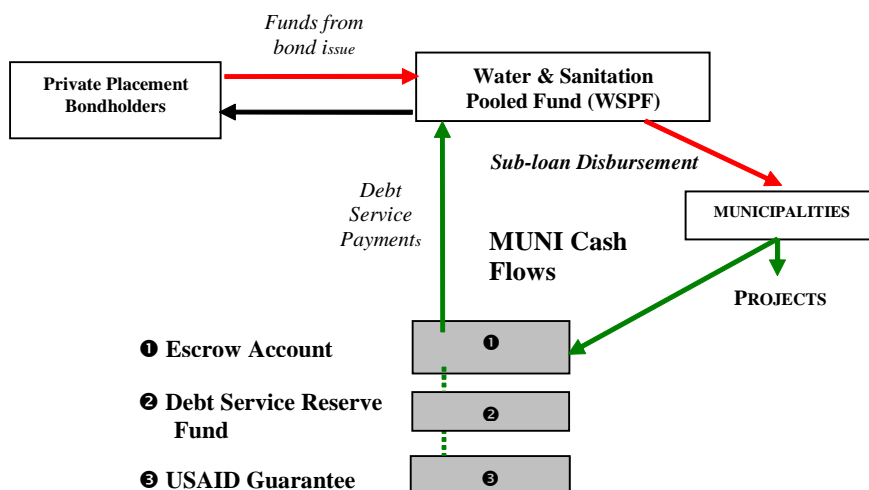 Funds from
bond issue
Private Placement
Bondholders
Water & Sanitation
Pooled Fund (WSPF)
Sub-loan Disbursement
Debt
Service
Payments
MUNICIPALITIES
MUNI Cash
Flows
PROJECTS
❶ Escrow Account
❶
❷ Debt Service Reserve
Fund
❷
❸ USAID Guarantee
❸